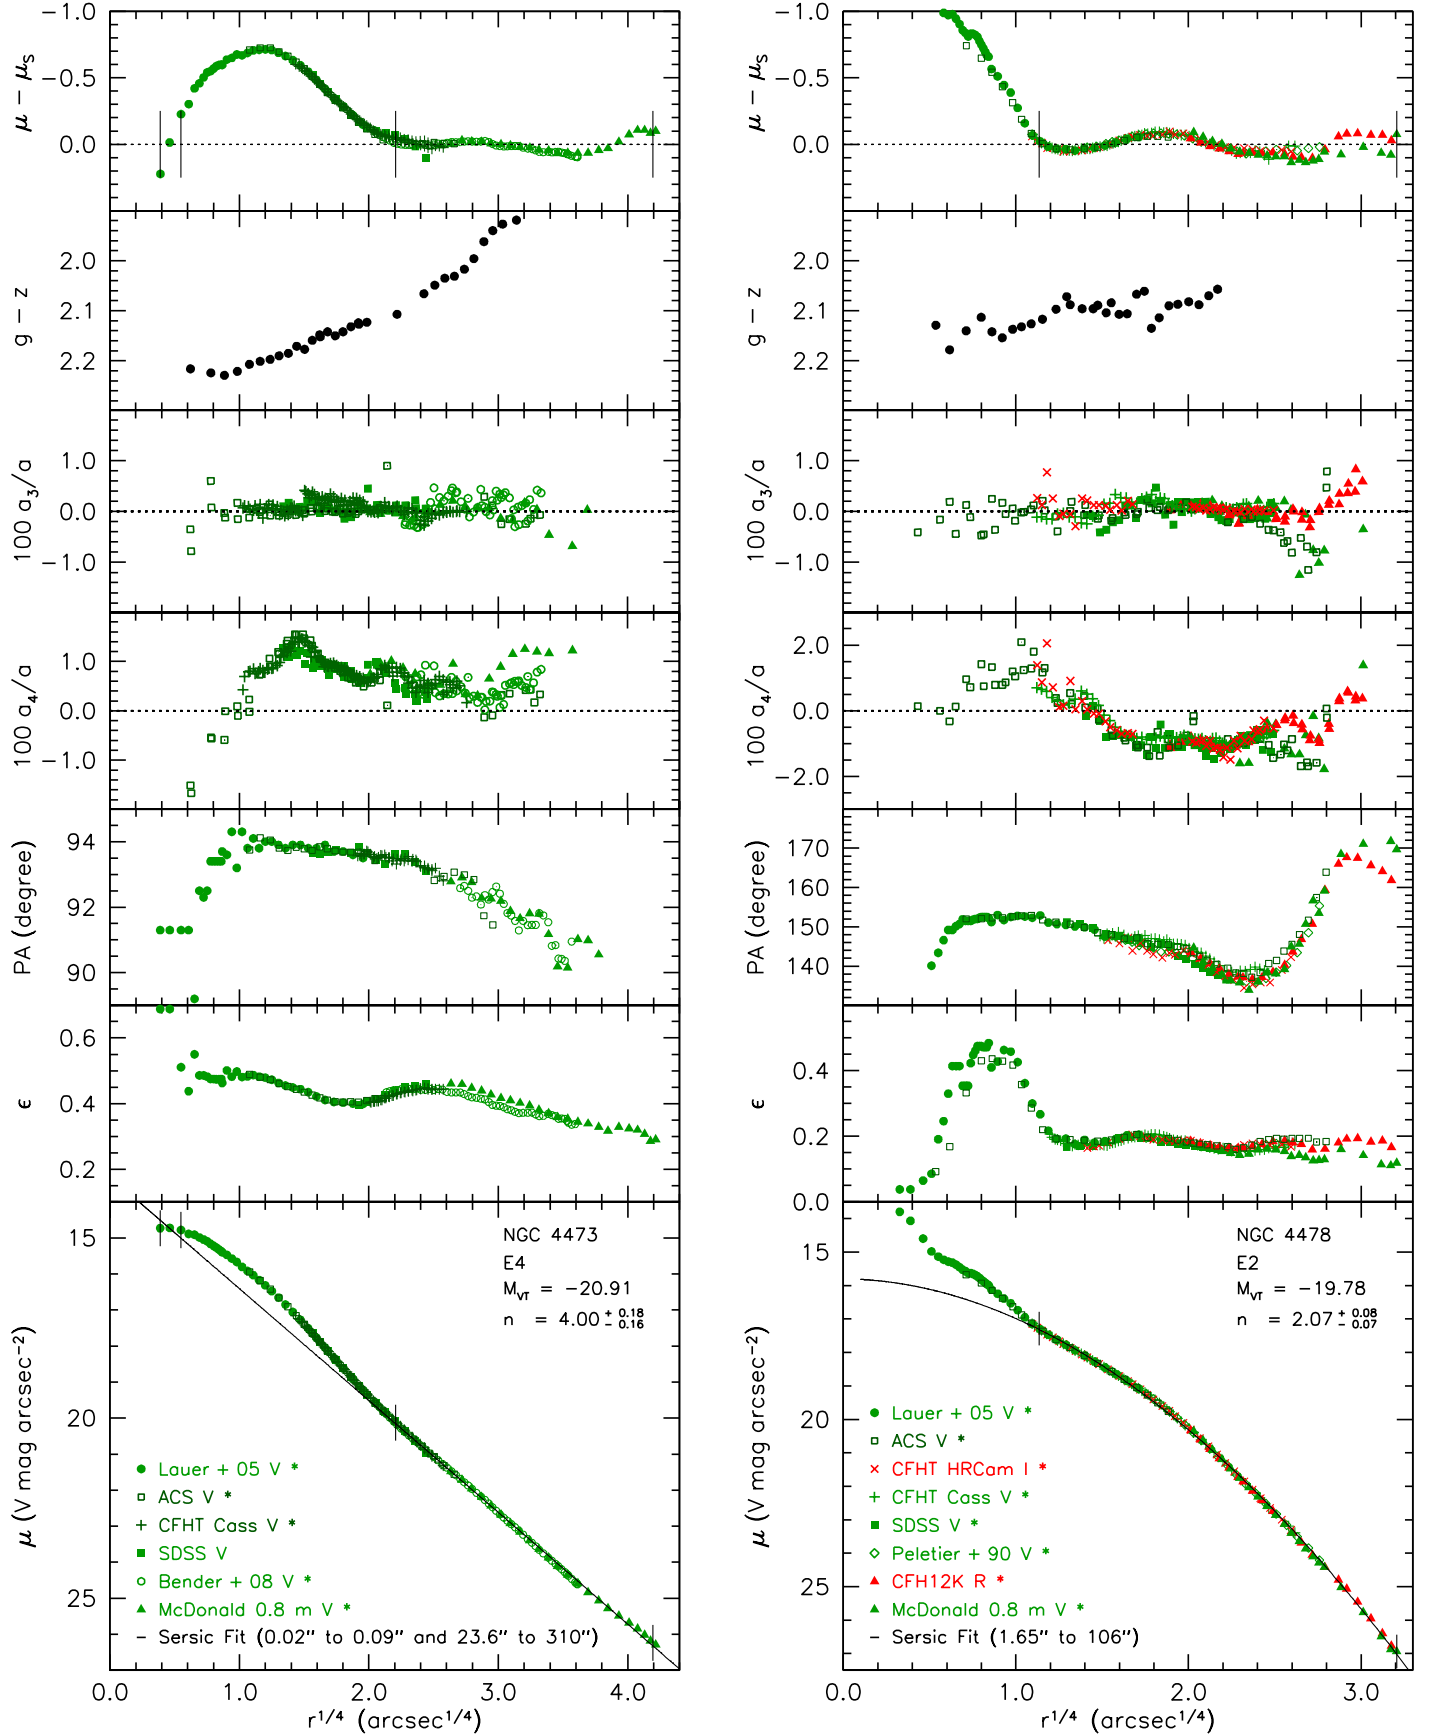 −1.0
−0.5
0.0
μ − μS
2.0
2.1
2.2
g − z
1.0
0.0
−1.0
100 a3/a
1.0
0.0
−1.0
100 a4/a
94
92
90
PA (degree)
0.6
0.4
0.2
ϵ
15
20
25
μ (V mag arcsec−2)
NGC 4473
E4
MVT = −20.91
n = 4.00 + 0.18 − 0.16
Lauer + 05 V *
ACS V *
CFHT Cass V *
SDSS V
Bender + 08 V *
McDonald 0.8 m V *
− Sersic Fit (0.02" to 0.09" and 23.6" to 310")
0.0 1.0 2.0 3.0 4.0
r1/4 (arcsec1/4)
−1.0
−0.5
0.0
μ − μS
2.0
2.1
2.2
g − z
1.0
0.0
−1.0
100 a3/a
2.0
0.0
−2.0
100 a4/a
170
160
150
140
PA (degree)
0.4
0.2
0.0
ϵ
15
20
25
μ (V mag arcsec−2)
NGC 4478
E2
MVT = −19.78
n = 2.07 + 0.08 − 0.07
Lauer + 05 V *
ACS V *
CFHT HRCam I *
CFHT Cass V *
SDSS V *
Peletier + 90 V *
CFH12K R *
McDonald 0.8 m V *
− Sersic Fit (1.65" to 106")
0.0 1.0 2.0 3.0
r1/4 (arcsec1/4)